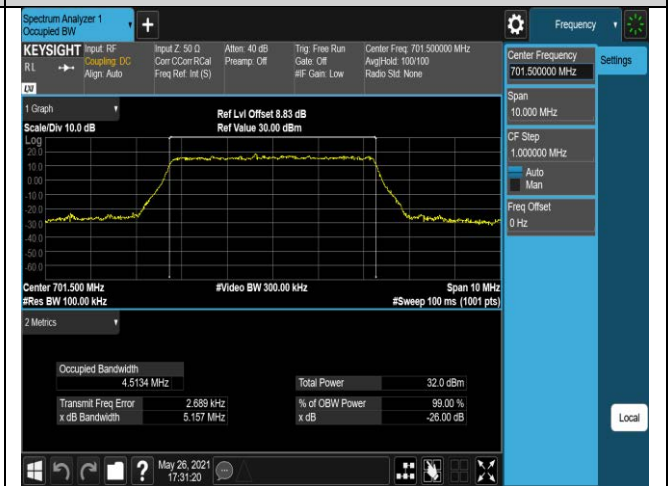 Spectrum Analyzer 1
Occupied BW
+
Frequency
KEYSIGHT
RL
LXI
Input: RF
Coupling: DC
Align: Auto
Input Z: 50 Ω
Corr CCorr RCal
Freq Ref: Int (S)
Atten: 40 dB
Preamp: Off
Trig: Free Run
Gate: Off
#IF Gain: Low
Center Freq: 701.500000 MHz
Avg|Hold: 100/100
Radio Std: None
Center Frequency
701.500000 MHz
Settings
Span
10.000 MHz
CF Step
1.000000 MHz
Auto
Man
Freq Offset
0 Hz
Local
1 Graph
Scale/Div 10.0 dB
Ref Lvl Offset 8.83 dB
Ref Value 30.00 dBm
Log
20.0
10.0
0.00
-10.0
-20.0
-30.0
-40.0
-50.0
-60.0
Center 701.500 MHz
#Video BW 300.00 kHz
Span 10 MHz
#Res BW 100.00 kHz
#Sweep 100 ms (1001 pts)
2 Metrics
Occupied Bandwidth
4.5134 MHz
Total Power 32.0 dBm
Transmit Freq Error 2.689 kHz
% of OBW Power 99.00 %
x dB Bandwidth 5.157 MHz
x dB -26.00 dB
?
May 26, 2021
17:31:20